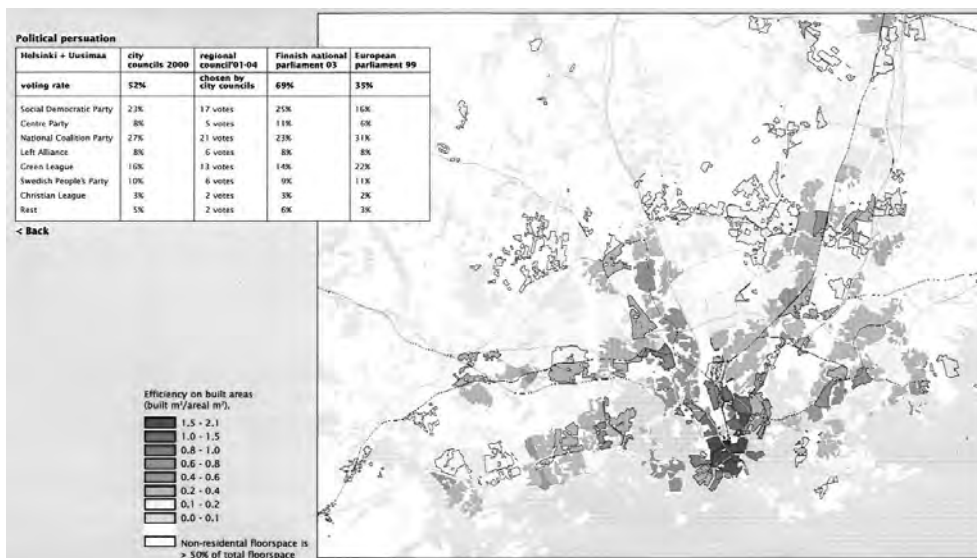 Political persuation
Helsinki + Uusimaa city councils 2000 regional council'01-04 Finnish national parliament 03 European parliament 99
voting rate 52% chosen by city councils 69% 35%
Social Democratic Party 23% 17 votes 25% 16%
Centre Party 8% 5 votes 11% 6%
National Coalition Party 27% 21 votes 23% 31%
Left Alliance 8% 6 votes 8% 8%
Green League 16% 13 votes 14% 22%
Swedish People's Party 10% 6 votes 9% 11%
Christian League 3% 2 votes 3% 2%
Rest 5% 2 votes 6% 3%
< Back
Efficiency on built areas
(built m²/areal m²).
1.5 - 2.1
1.0 - 1.5
0.8 - 1.0
0.6 - 0.8
0.4 - 0.6
0.2 - 0.4
0.1 - 0.2
0.0 - 0.1
Non-residental floorspace is
> 50% of total floorspace